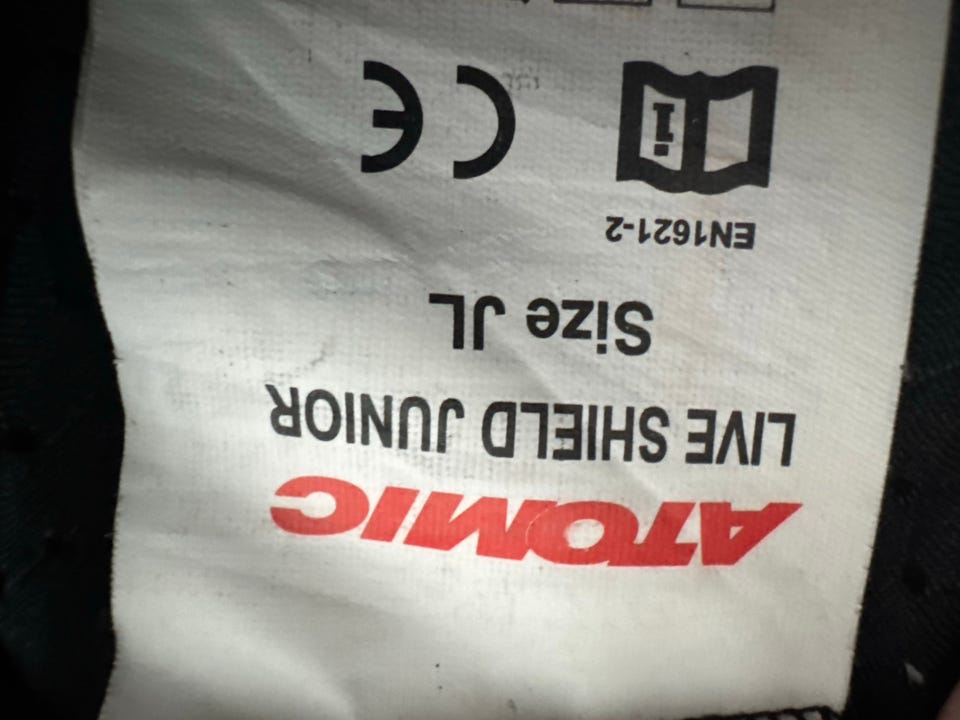 ATOMIC
LIVE SHIELD JUNIOR
Size JL
EN1621-2
i
CE